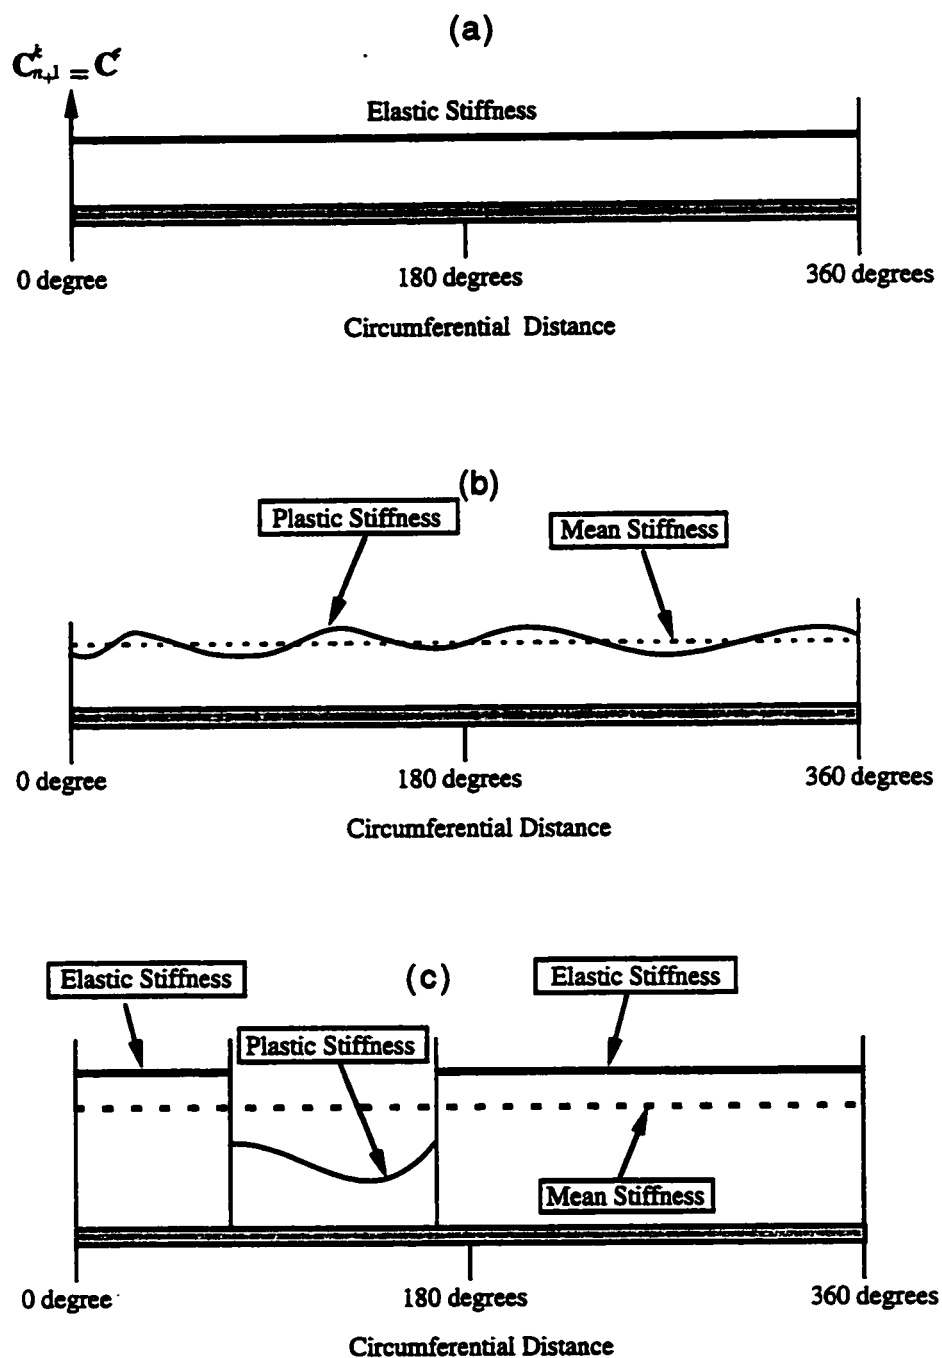 (a)
C^k_{n+1} = C^e
Elastic Stiffness
0 degree
180 degrees
360 degrees
Circumferential Distance
(b)
Plastic Stiffness
Mean Stiffness
0 degree
180 degrees
360 degrees
Circumferential Distance
(c)
Elastic Stiffness
Elastic Stiffness
Plastic Stiffness
Mean Stiffness
0 degree
180 degrees
360 degrees
Circumferential Distance